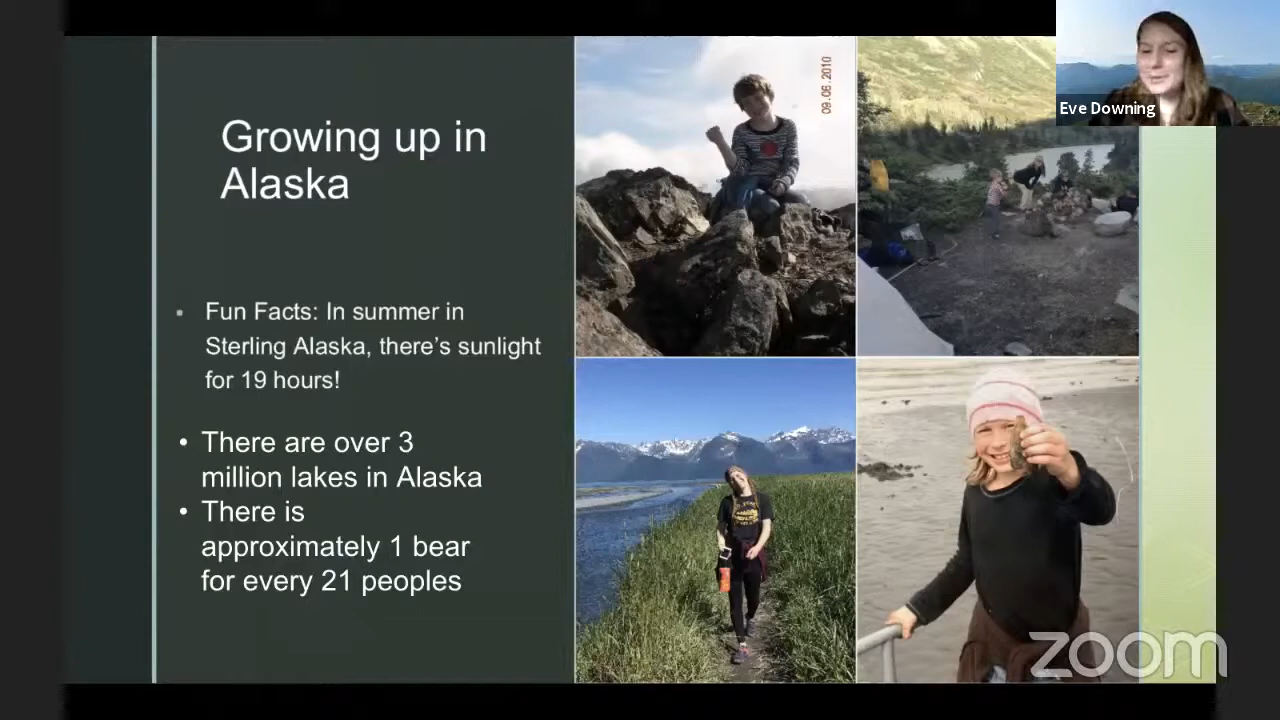 Growing up in
Alaska
Fun Facts: In summer in
Sterling Alaska, there's sunlight
for 19 hours!
• There are over 3
million lakes in Alaska
• There is
approximately 1 bear
for every 21 peoples
09.06.2010
Eve Downing
zoom